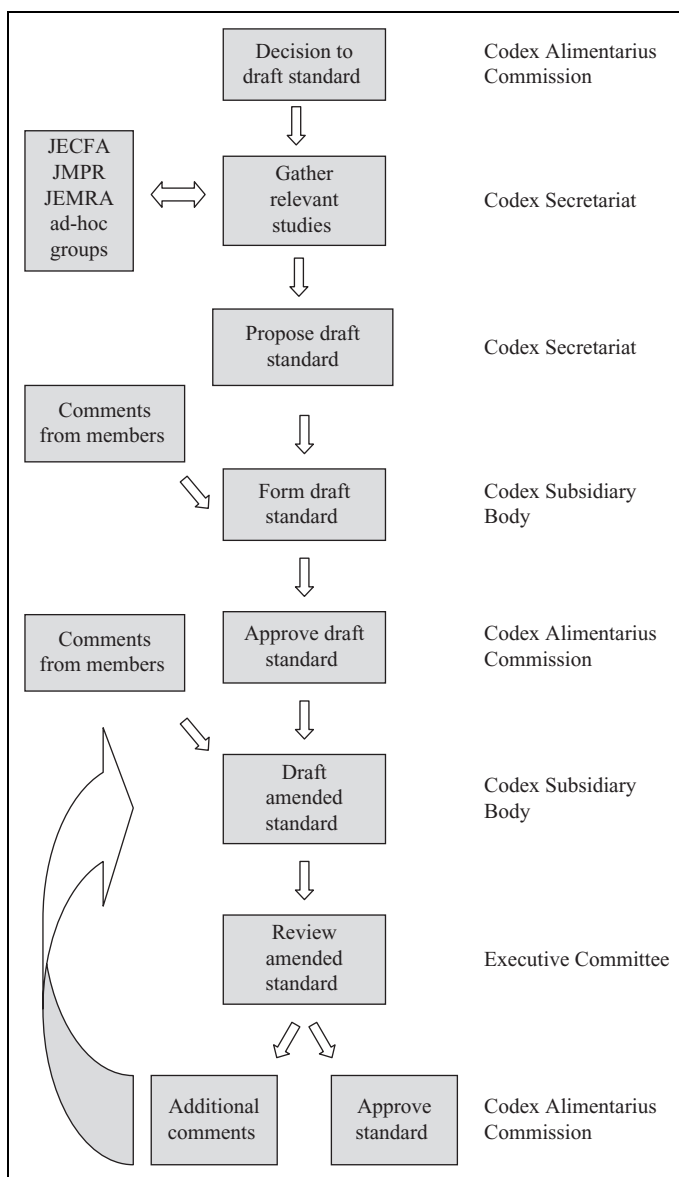 Decision to
draft standard
Codex Alimentarius
Commission
JECFA
JMPR
JEMRA
ad-hoc
groups
Gather
relevant
studies
Codex Secretariat
Propose draft
standard
Codex Secretariat
Comments
from members
Form draft
standard
Codex Subsidiary
Body
Comments
from members
Approve draft
standard
Codex Alimentarius
Commission
Draft
amended
standard
Codex Subsidiary
Body
Review
amended
standard
Executive Committee
Additional
comments
Approve
standard
Codex Alimentarius
Commission